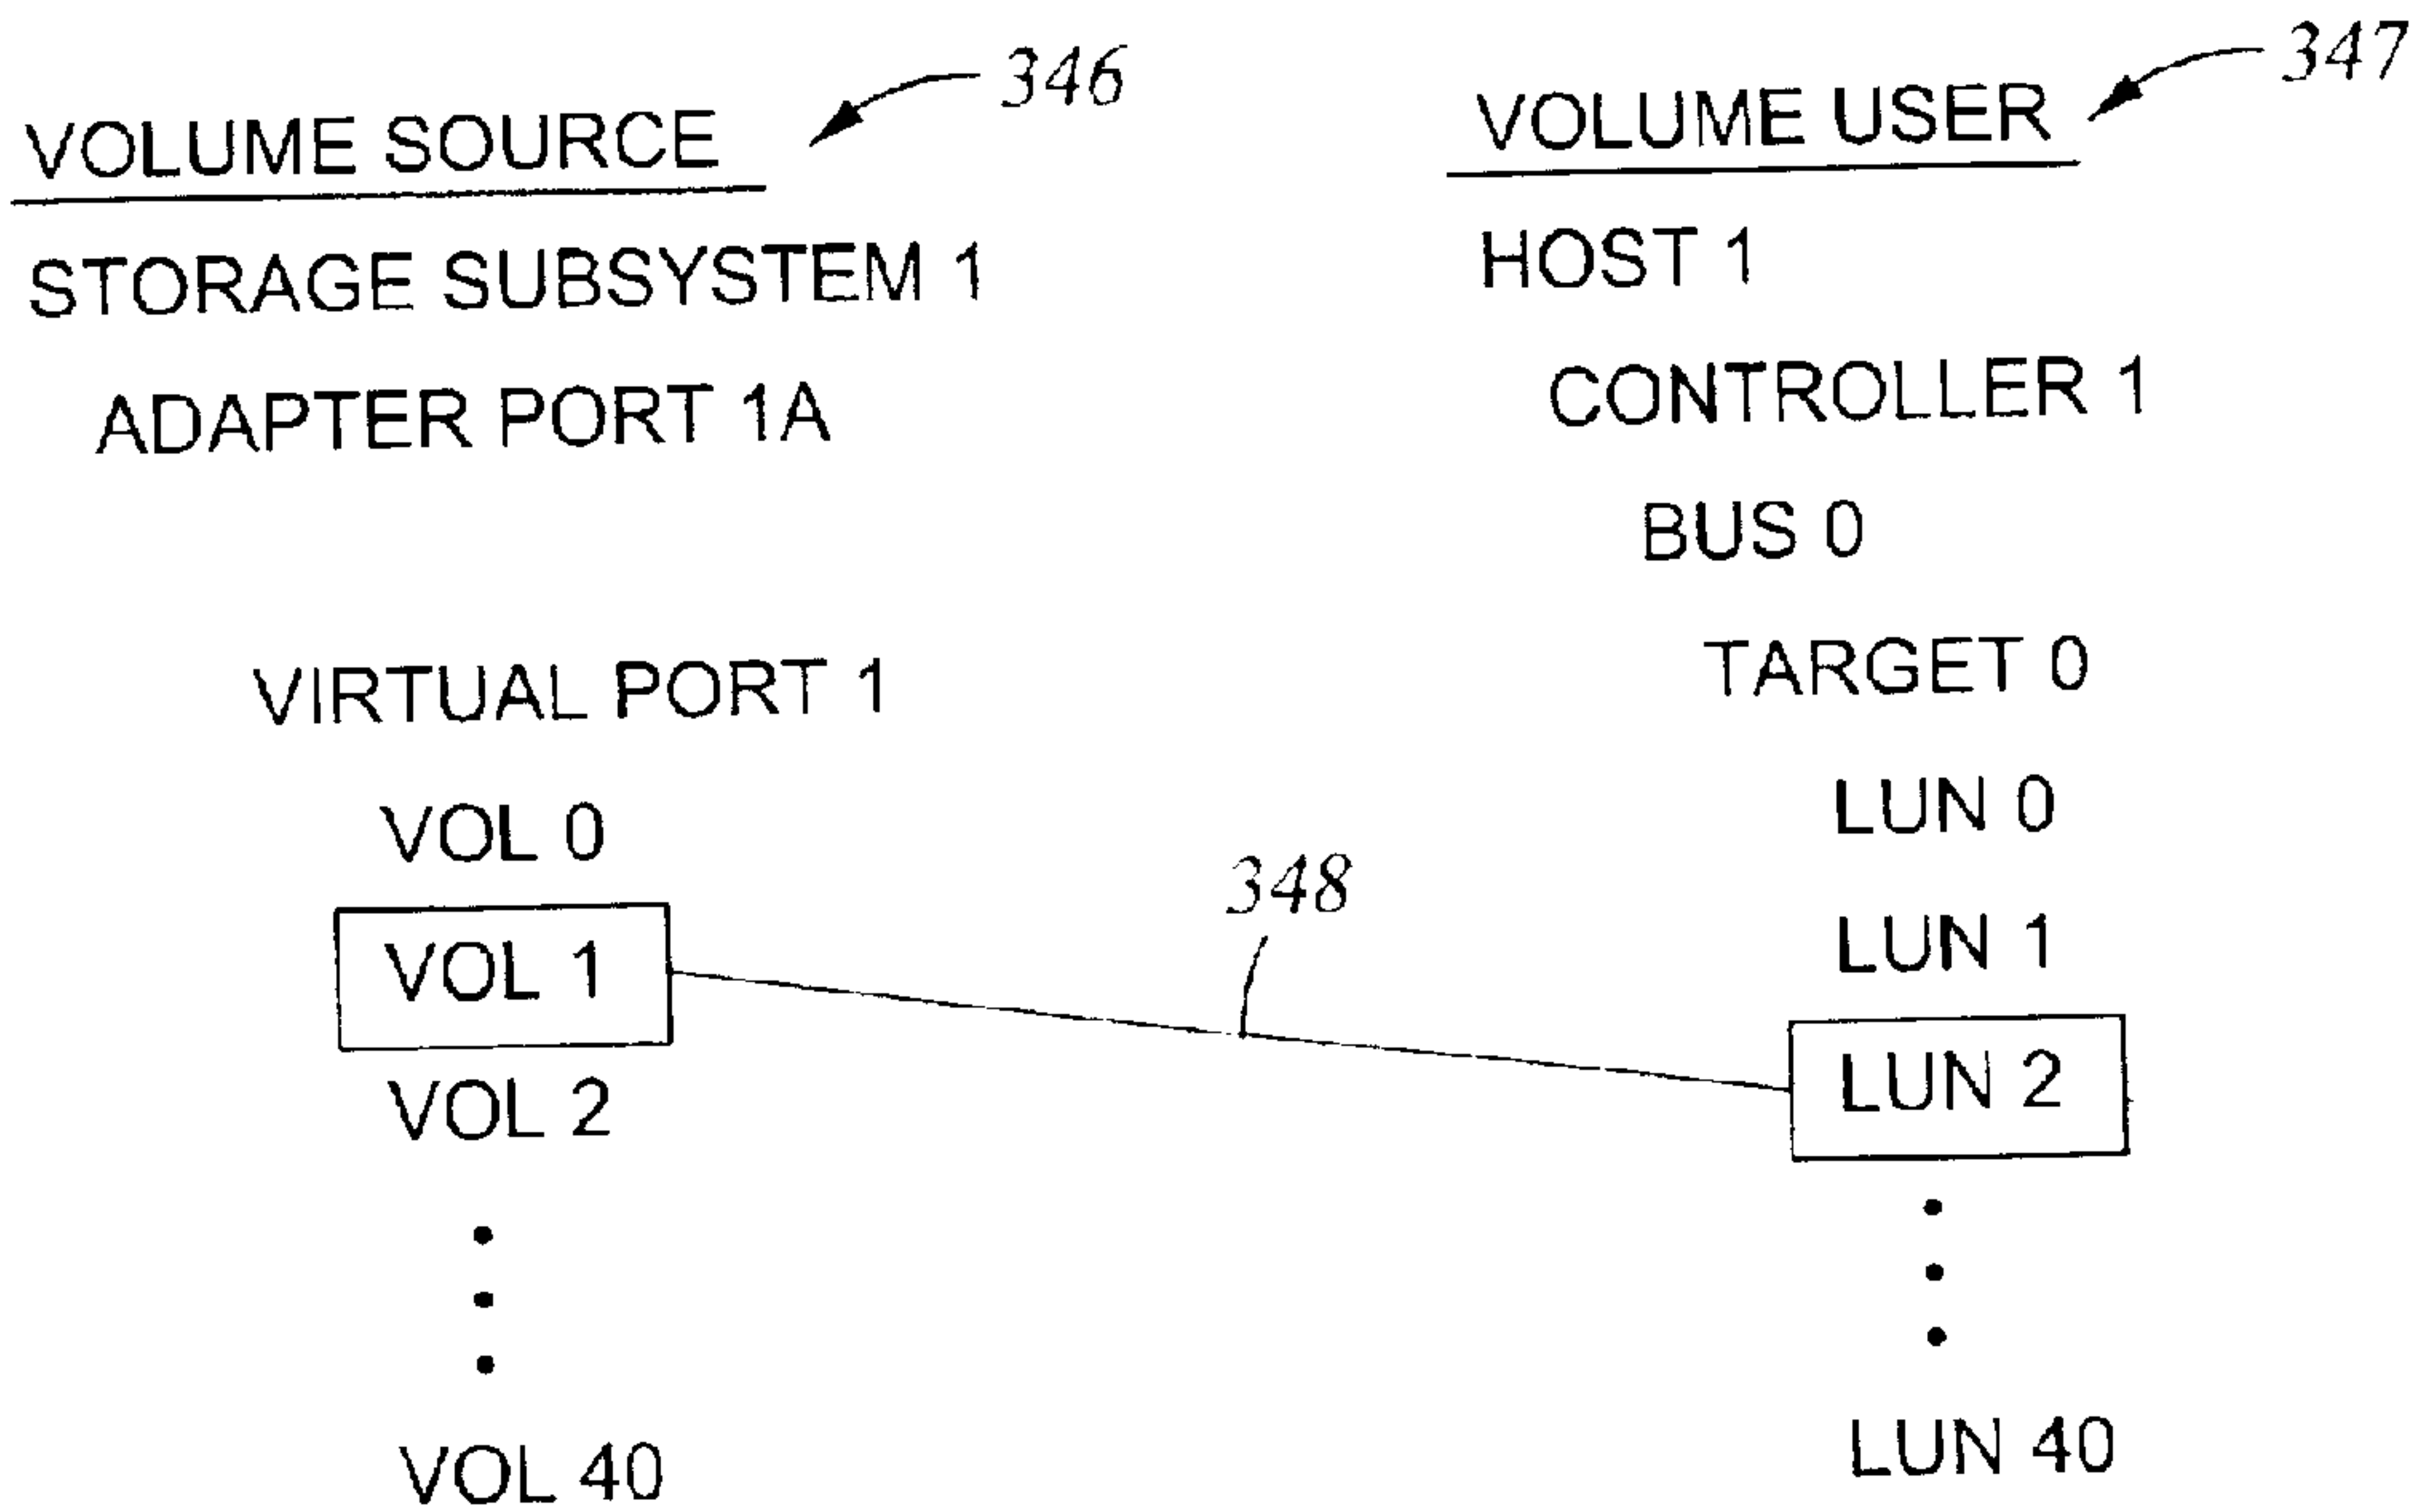 346
VOLUME SOURCE
STORAGE SUBSYSTEM 1
ADAPTER PORT 1A
VIRTUAL PORT 1
VOL 0
VOL 1
VOL 2
VOL 40
348
347
VOLUME USER
HOST 1
CONTROLLER 1
BUS 0
TARGET 0
LUN 0
LUN 1
LUN 2
LUN 40